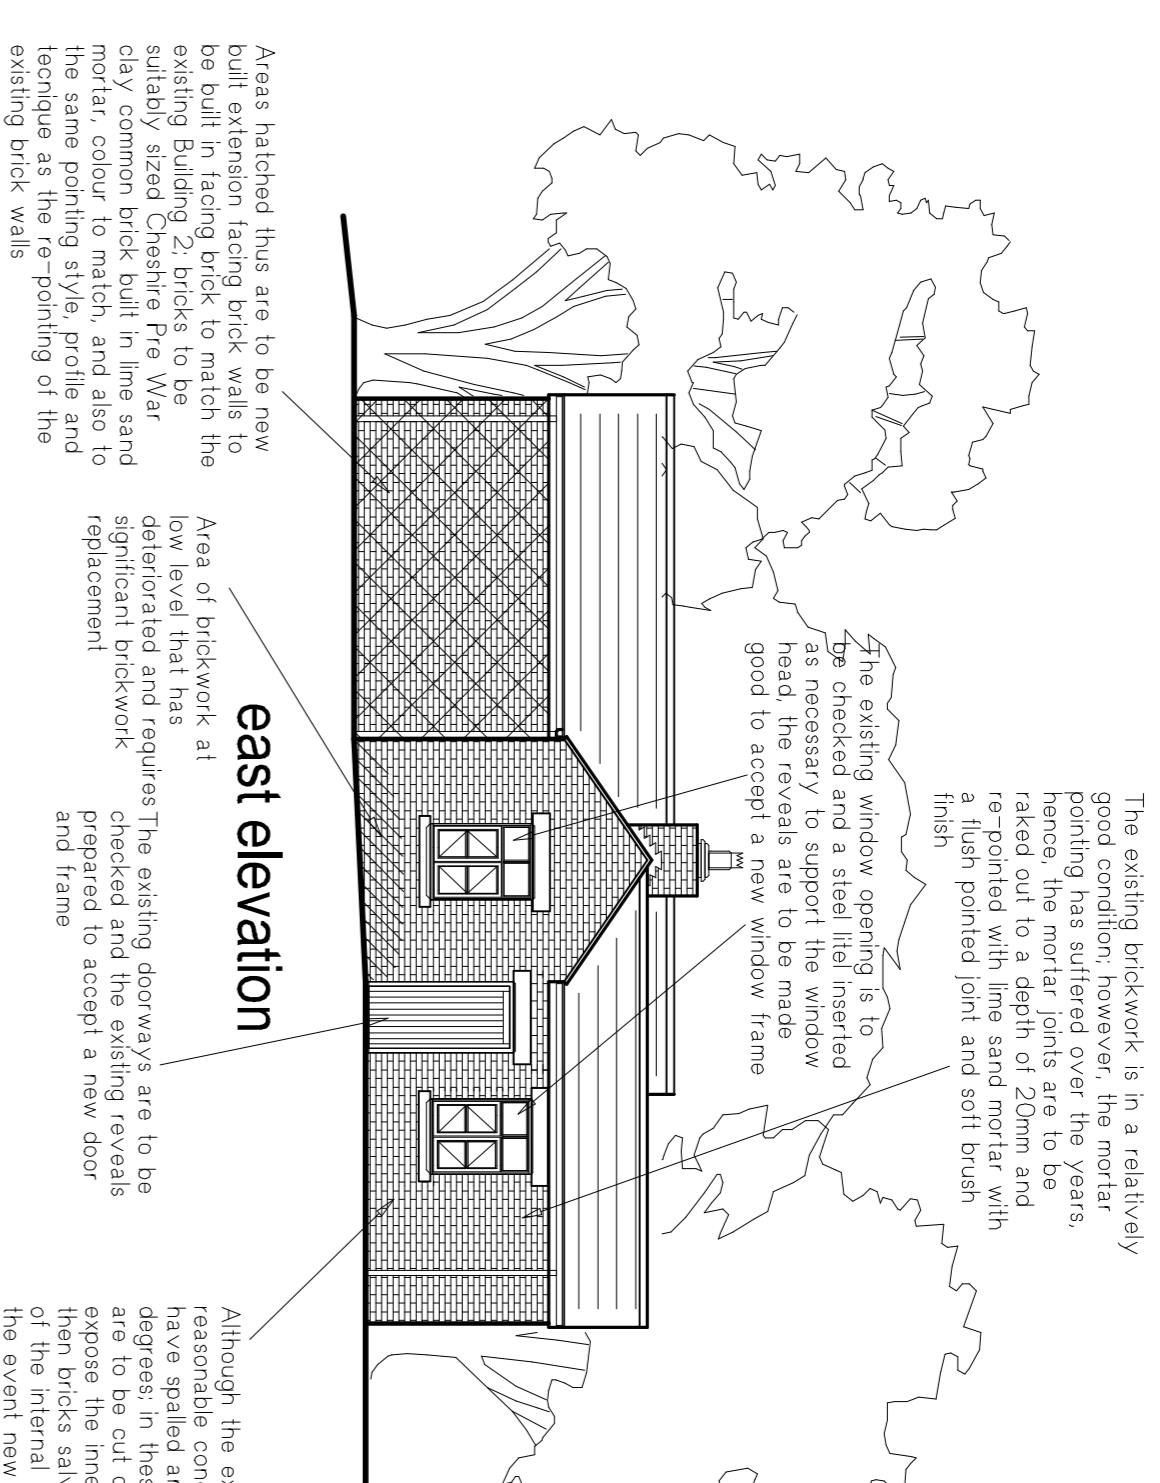 The existing brickwork is in a relatively
good condition; however, the mortar
pointing has suffered over the years,
hence, the mortar joints are to be
raked out to a depth of 20mm and
re-pointed with lime sand mortar with
a flush pointed joint and soft brush
finish
The existing window opening is to
be checked and a steel litel inserted
as necessary to support the window
head, the reveals are to be made
good to accept a new window frame
Areas hatched thus are to be new
built extension facing brick walls to
be built in facing brick to match the
existing Building 2; bricks to be
suitably sized Cheshire Pre War
clay common brick built in lime sand
mortar, colour to match, and also to
the same pointing style, profile and
tecnique as the re-pointing of the
existing brick walls
east elevation
Area of brickwork at
low level that has
deteriorated and requires
significant brickwork
replacement
The existing doorways are to be
checked and the existing reveals
prepared to accept a new door
and frame
Although the
reasonable
have spalled
degrees; in
are to be cut
expose the
then bricks
of the internal
the event new